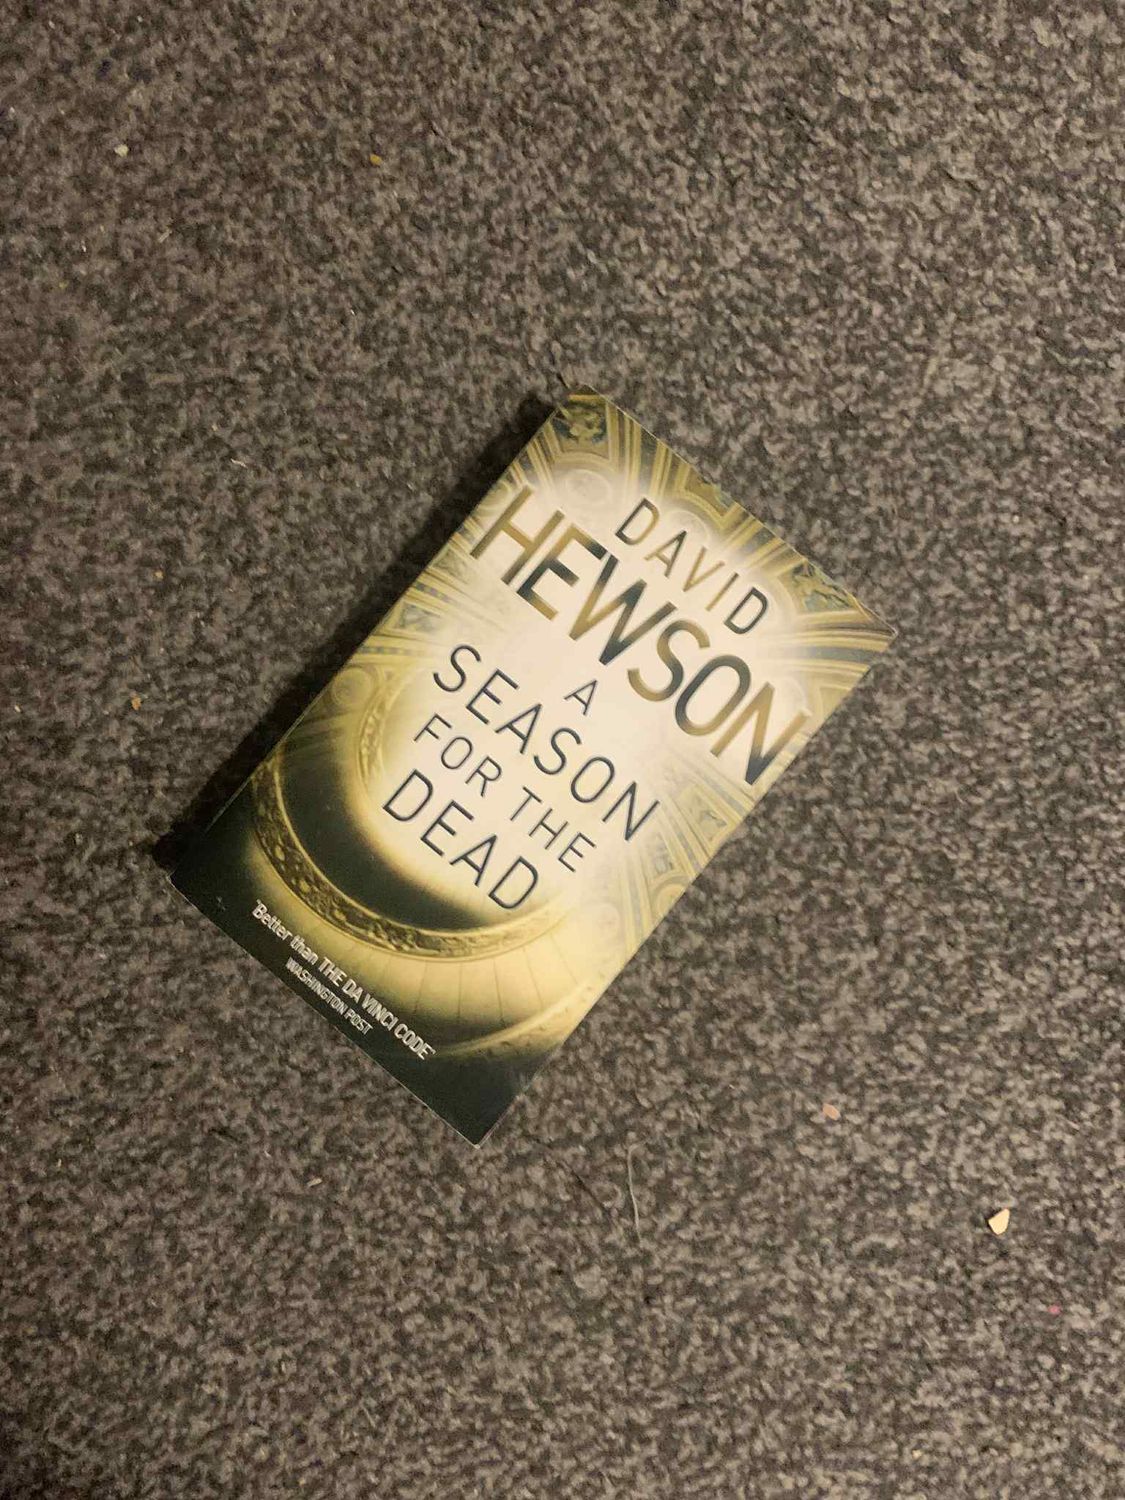 DAVID
HEWSON
A
SEASON
FOR THE
DEAD
'Better than THE DA VINCI CODE'
WASHINGTON POST